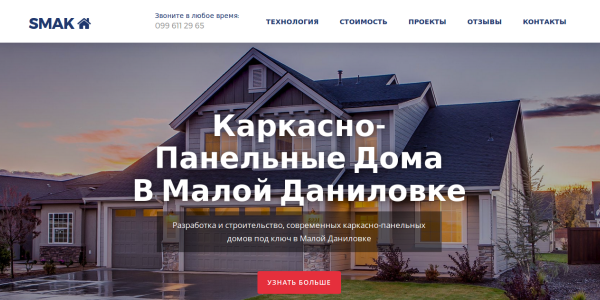 SMAK
Звоните в любое время:
099 611 29 65
ТЕХНОЛОГИЯ
СТОИМОСТЬ
ПРОЕКТЫ
ОТЗЫВЫ
КОНТАКТЫ
Каркасно-
Панельные Дома
В Малой Даниловке
Разработка и строительство, современных каркасно-панельных
домов под ключ в Малой Даниловке
УЗНАТЬ БОЛЬШЕ